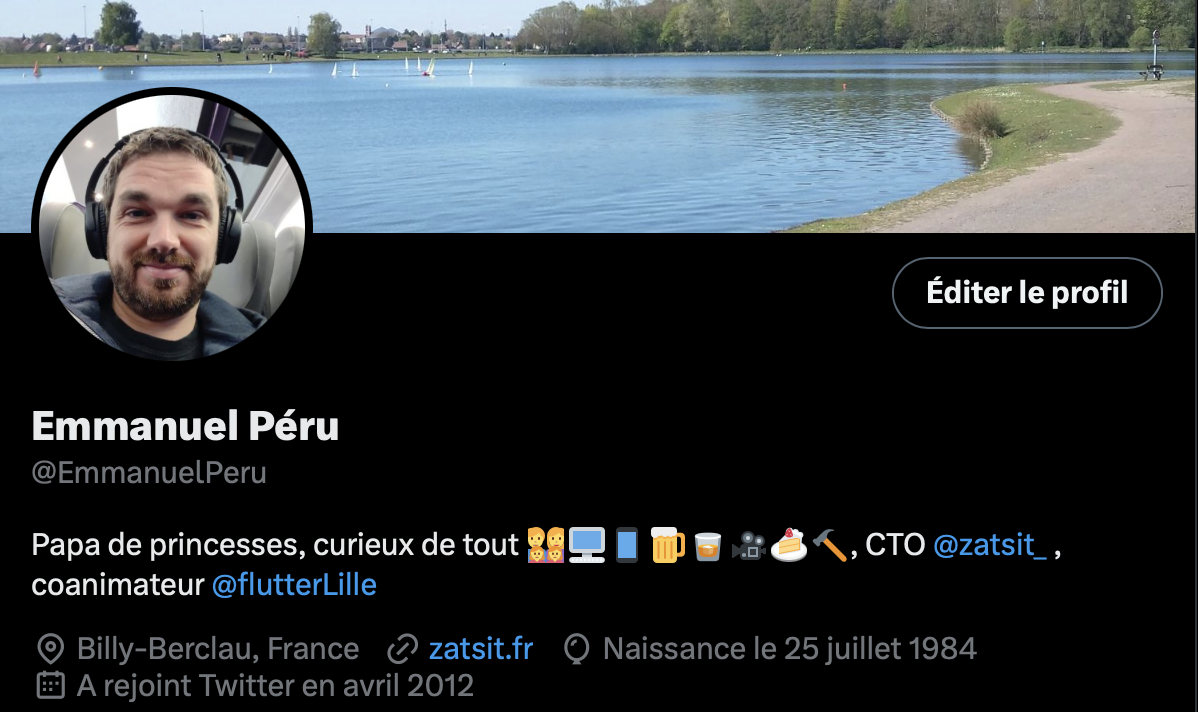 Éditer le profil
Emmanuel Péru
@EmmanuelPeru
Papa de princesses, curieux de tout 👨‍👩‍👧‍👧🖥️📱🍺🥃🎥🍰🔨, CTO @zatsit_ ,
coanimateur @flutterLille
Billy-Berclau, France zatsit.fr Naissance le 25 juillet 1984
A rejoint Twitter en avril 2012